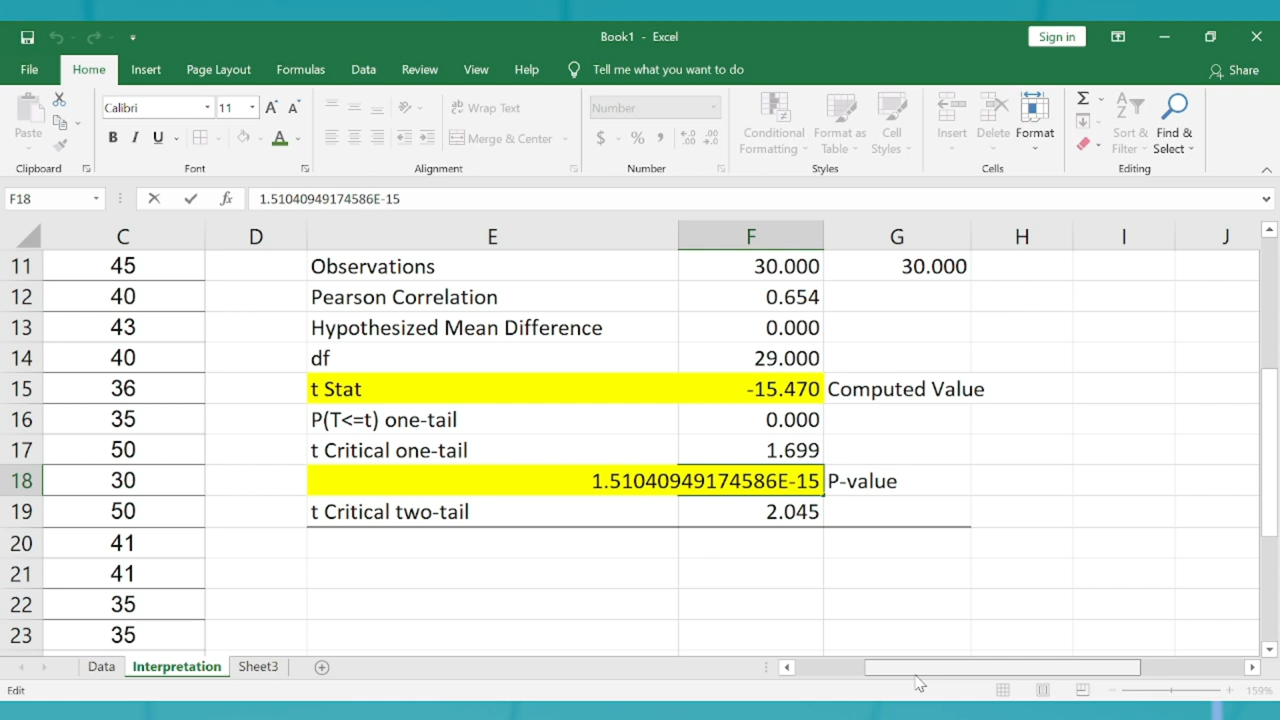 Book1 - Excel
Sign in
File Home Insert Page Layout Formulas Data Review View Help Tell me what you want to do Share
Paste
Calibri 11
B I U A
Wrap Text
Merge & Center
Number
$ % ,
Conditional Formatting
Format as Table
Cell Styles
Insert Delete Format
Sort & Filter
Find & Select
Clipboard Font Alignment Number Styles Cells Editing
F18 fx 1.51040949174586E-15
C D E F G H I J
11 45 Observations 30.000 30.000
12 40 Pearson Correlation 0.654
13 43 Hypothesized Mean Difference 0.000
14 40 df 29.000
15 36 t Stat -15.470 Computed Value
16 35 P(T<=t) one-tail 0.000
17 50 t Critical one-tail 1.699
18 30 1.51040949174586E-15 P-value
19 50 t Critical two-tail 2.045
20 41
21 41
22 35
23 35
Data Interpretation Sheet3
Edit 159%